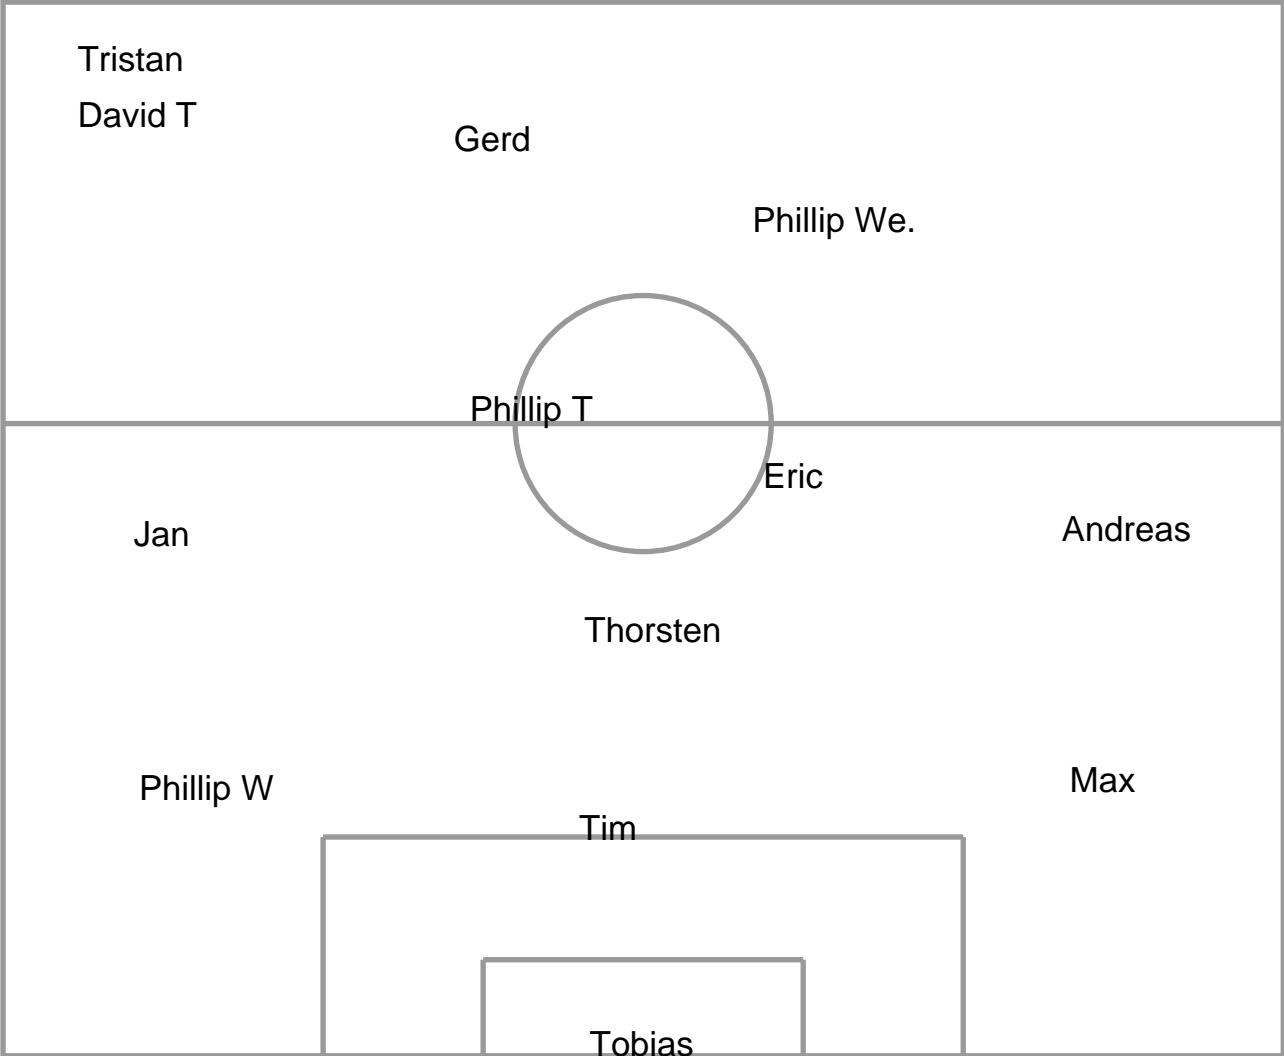 Tristan
David T
Gerd
Phillip We.
Phillip T
Eric
Andreas
Jan
Thorsten
Max
Phillip W
Tim
Tobias